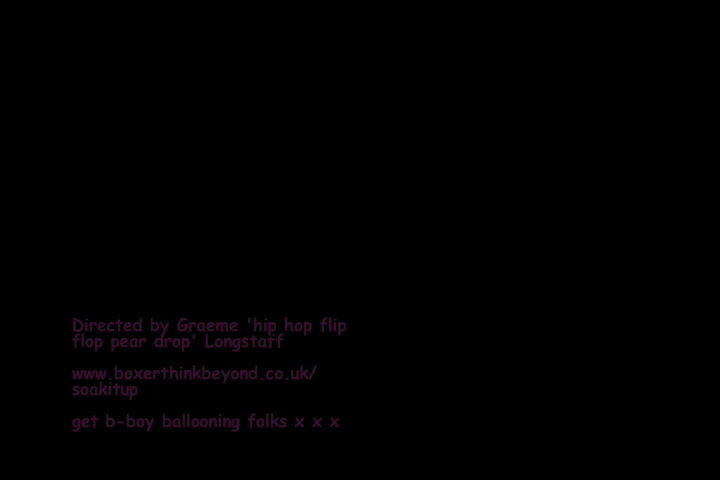 Directed by Graeme 'hip hop flip
flop pear drop' Longstaff
www.boxerthinkbeyond.co.uk/
soakitup
get b-boy ballooning folks x x x